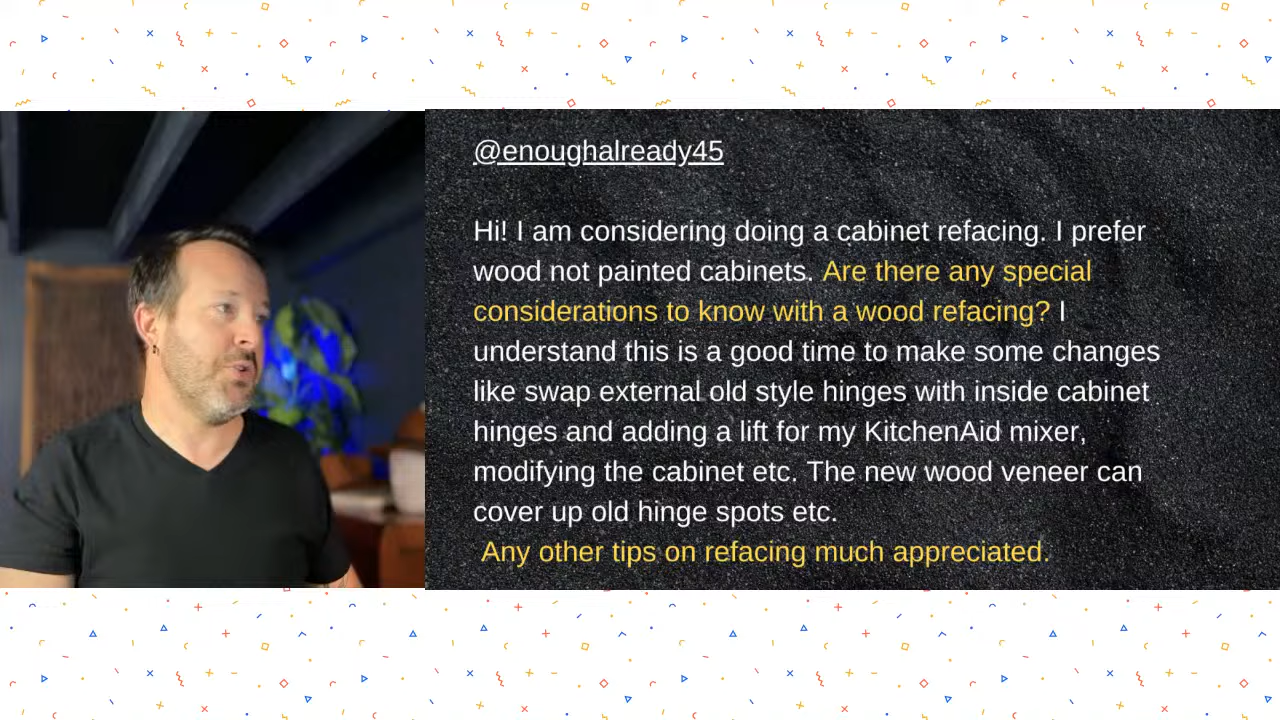 @enoughalready45
Hi! I am considering doing a cabinet refacing. I prefer
wood not painted cabinets. Are there any special
considerations to know with a wood refacing? I
understand this is a good time to make some changes
like swap external old style hinges with inside cabinet
hinges and adding a lift for my KitchenAid mixer,
modifying the cabinet etc. The new wood veneer can
cover up old hinge spots etc.
Any other tips on refacing much appreciated.